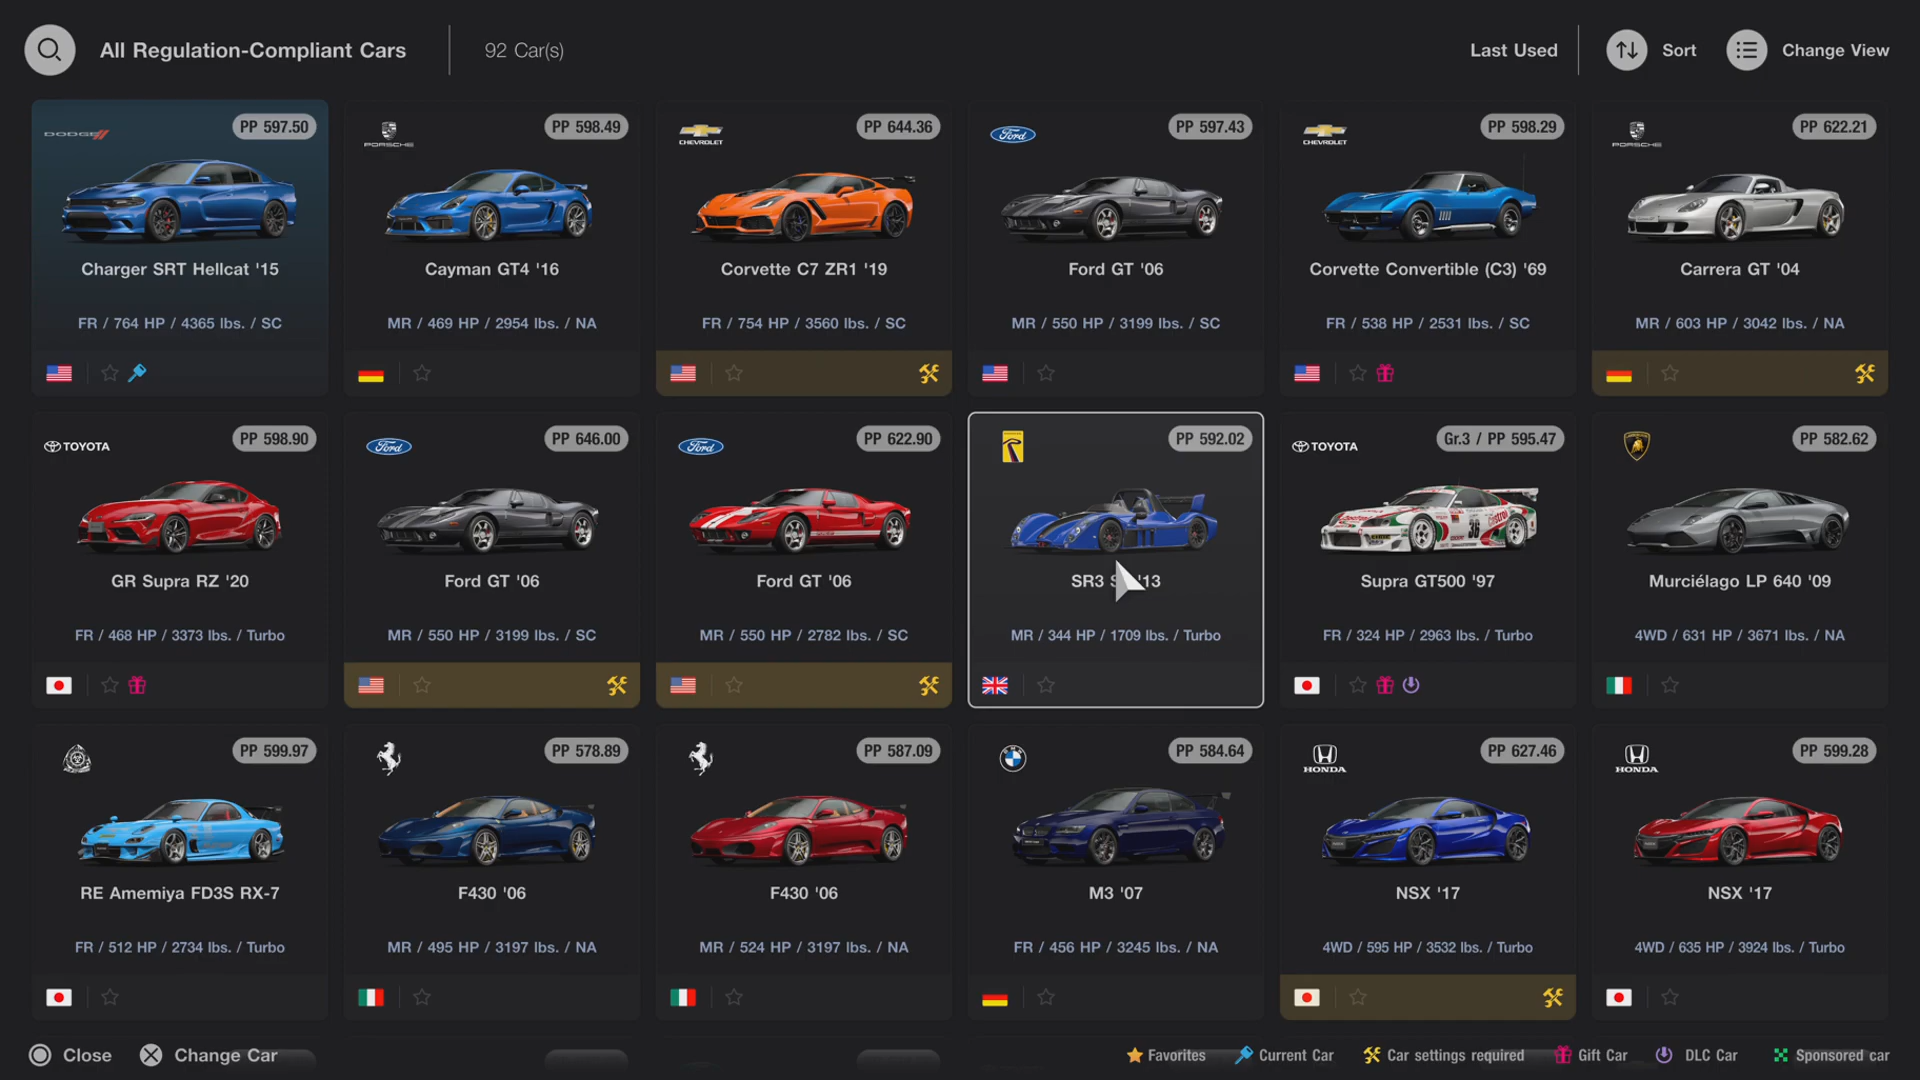 All Regulation-Compliant Cars
92 Car(s)
Last Used
Sort
Change View
DODGE
PP 597.50
Charger SRT Hellcat '15
FR / 764 HP / 4365 lbs. / SC
PORSCHE
PP 598.49
Cayman GT4 '16
MR / 469 HP / 2954 lbs. / NA
CHEVROLET
PP 644.36
Corvette C7 ZR1 '19
FR / 754 HP / 3560 lbs. / SC
Ford
PP 597.43
Ford GT '06
MR / 550 HP / 3199 lbs. / SC
CHEVROLET
PP 598.29
Corvette Convertible (C3) '69
FR / 538 HP / 2531 lbs. / SC
PORSCHE
PP 622.21
Carrera GT '04
MR / 603 HP / 3042 lbs. / NA
TOYOTA
PP 598.90
GR Supra RZ '20
FR / 468 HP / 3373 lbs. / Turbo
Ford
PP 646.00
Ford GT '06
MR / 550 HP / 3199 lbs. / SC
Ford
PP 622.90
Ford GT '06
MR / 550 HP / 2782 lbs. / SC
PP 592.02
SR3 '13
MR / 344 HP / 1709 lbs. / Turbo
TOYOTA
Gr.3 / PP 595.47
Castrol
36
Supra GT500 '97
FR / 324 HP / 2963 lbs. / Turbo
PP 582.62
Murciélago LP 640 '09
4WD / 631 HP / 3671 lbs. / NA
PP 599.97
RE Amemiya FD3S RX-7
FR / 512 HP / 2734 lbs. / Turbo
PP 578.89
F430 '06
MR / 495 HP / 3197 lbs. / NA
PP 587.09
F430 '06
MR / 524 HP / 3197 lbs. / NA
PP 584.64
M3 '07
FR / 456 HP / 3245 lbs. / NA
HONDA
PP 627.46
NSX '17
4WD / 595 HP / 3532 lbs. / Turbo
HONDA
PP 599.28
NSX '17
4WD / 635 HP / 3924 lbs. / Turbo
Close
Change Car
Favorites
Current Car
Car settings required
Gift Car
DLC Car
Sponsored car